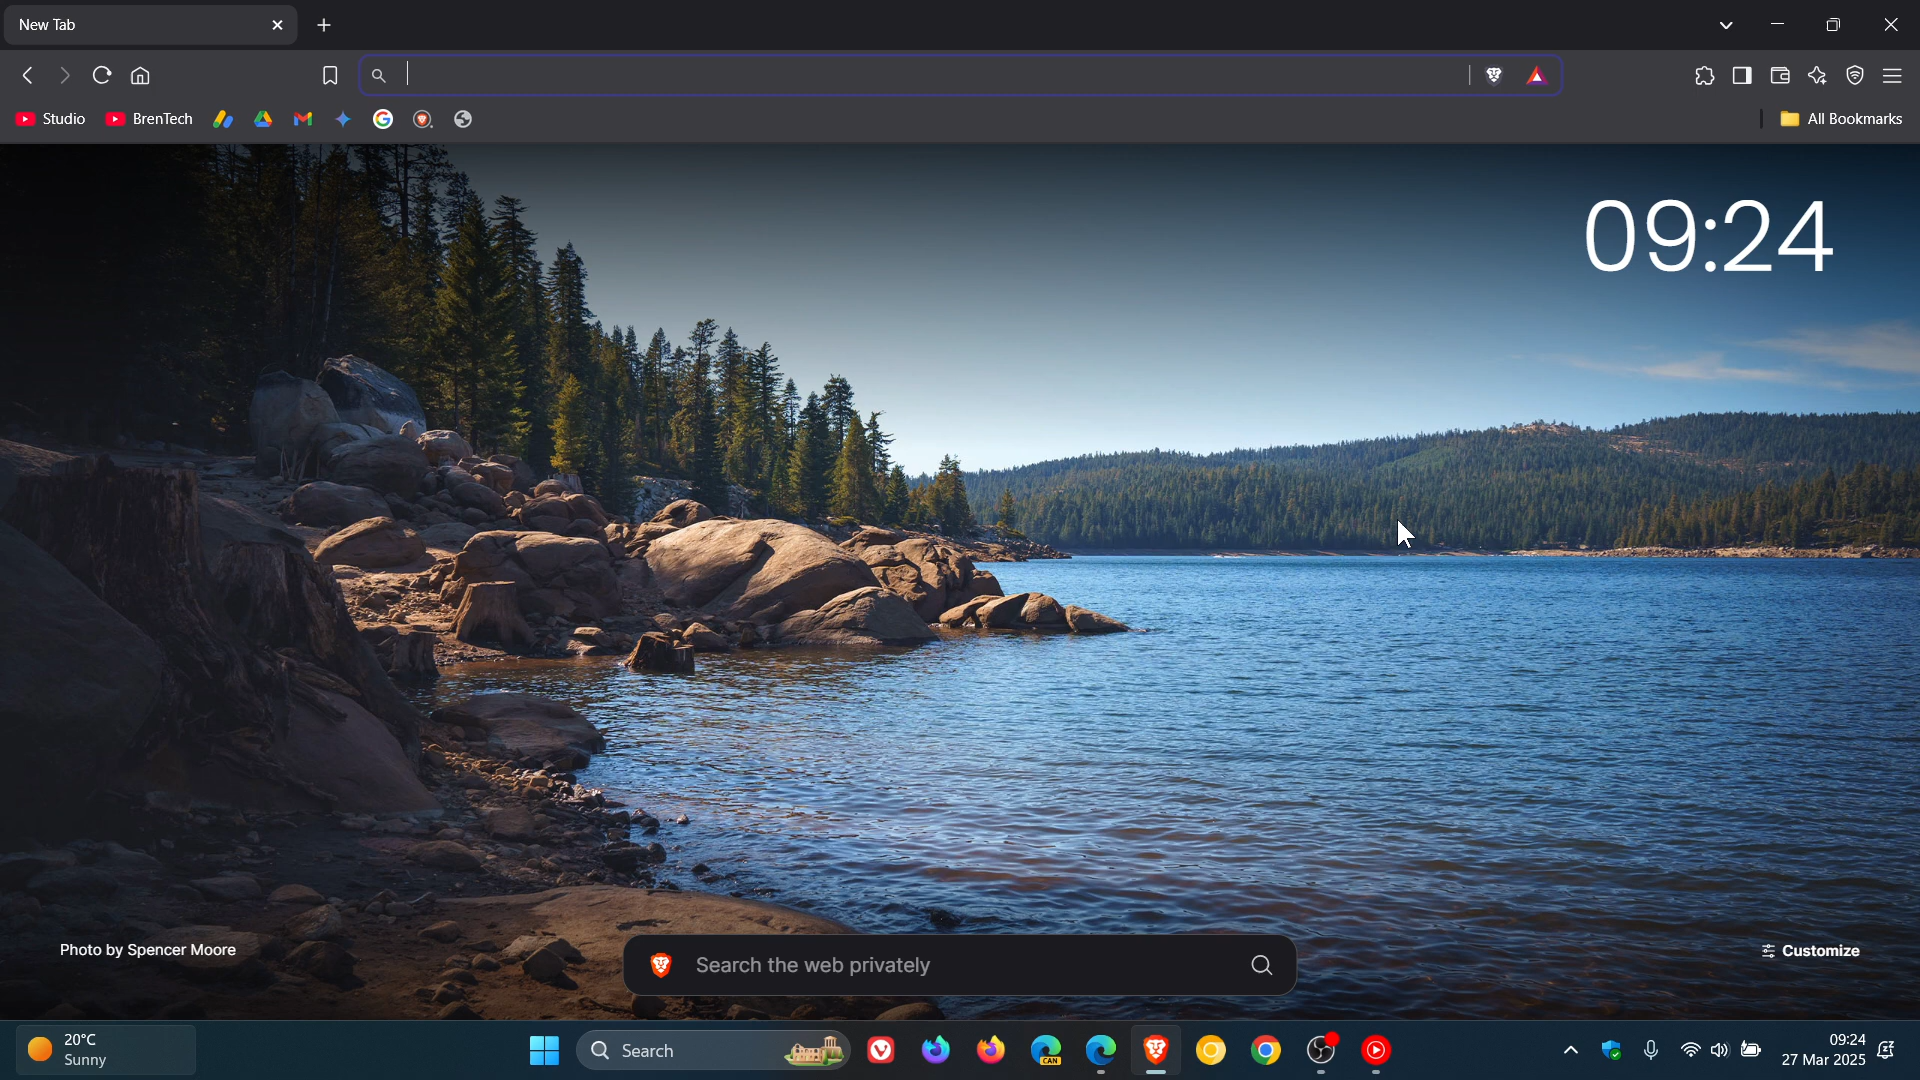 New Tab
Studio
BrenTech
All Bookmarks
09:24
Photo by Spencer Moore
Search the web privately
Customize
20°C
Sunny
Search
CAN
09:24
27 Mar 2025